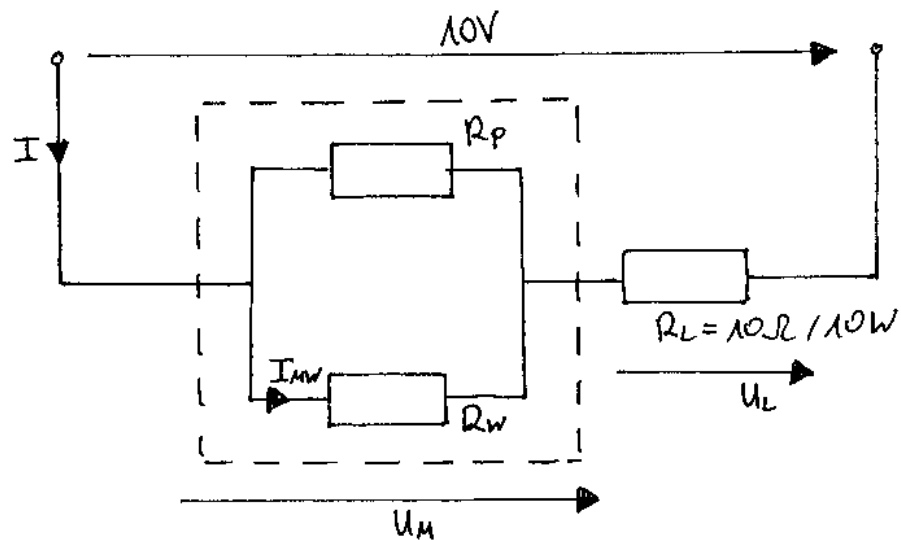 10V
I
Rp
RL = 10Ω / 10W
IMW
RW
UL
UM